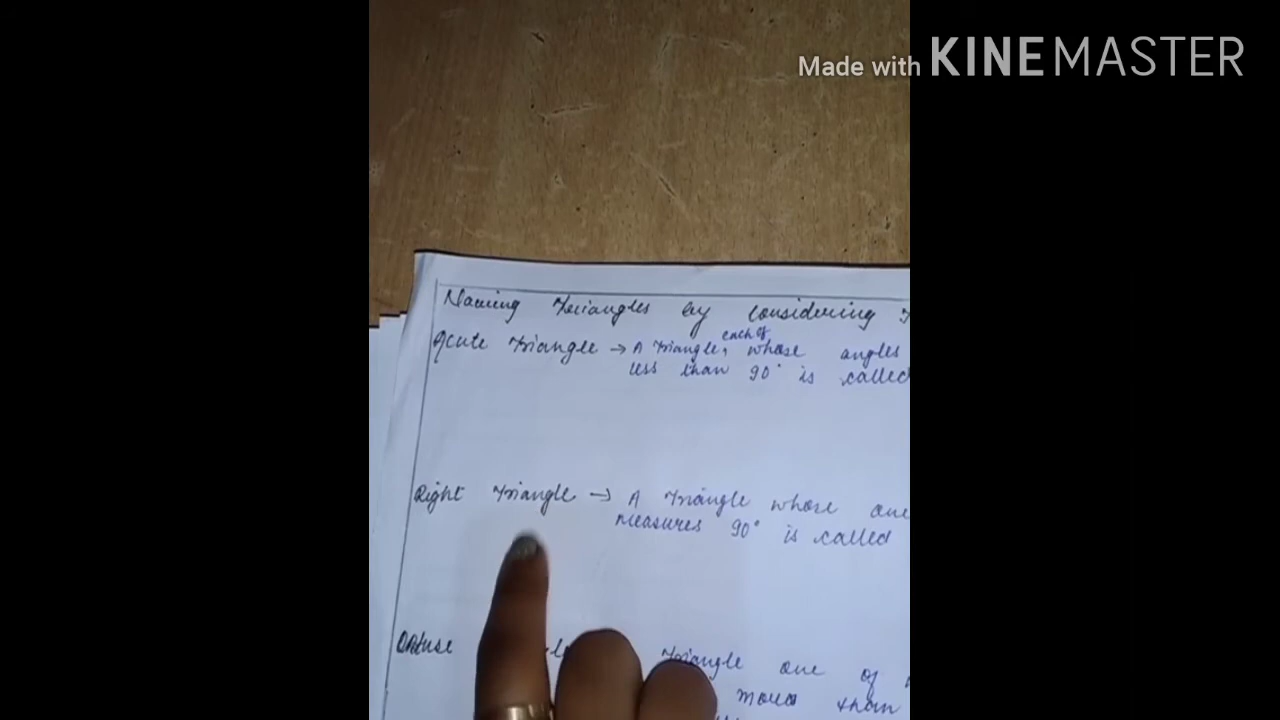 Made with KINEMASTER
Naming Triangles by considering
Acute Triangle → A Triangle, each of whose angles
less than 90° is called
Right Triangle → A Triangle whose one
measures 90° is called
Obtuse Triangle one of
more than